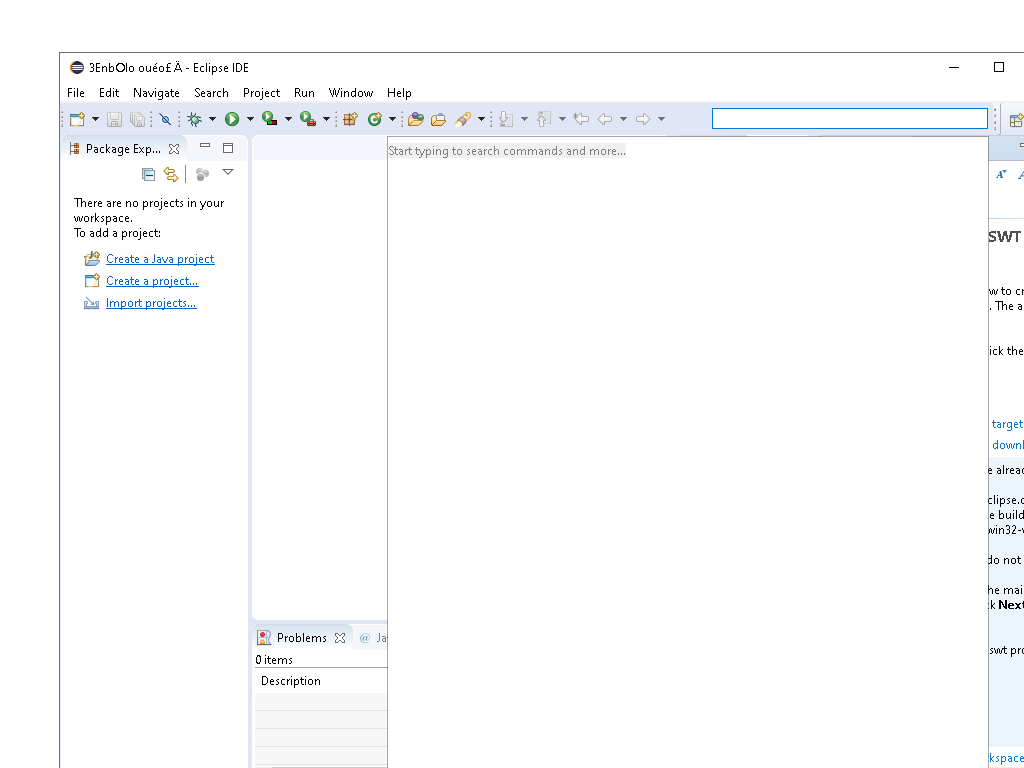 3EnbOlo ouéo£ Ä - Eclipse IDE
File Edit Navigate Search Project Run Window Help
Package Exp...
Start typing to search commands and more...
There are no projects in your
workspace.
To add a project:
Create a Java project
Create a project...
Import projects...
SWT
w to cr
. The a
ick the
target
downl
e alread
clipse.o
e build
win32-v
do not
he mai
k Next
swt pro
kspace
Problems
@ Ja
0 items
Description